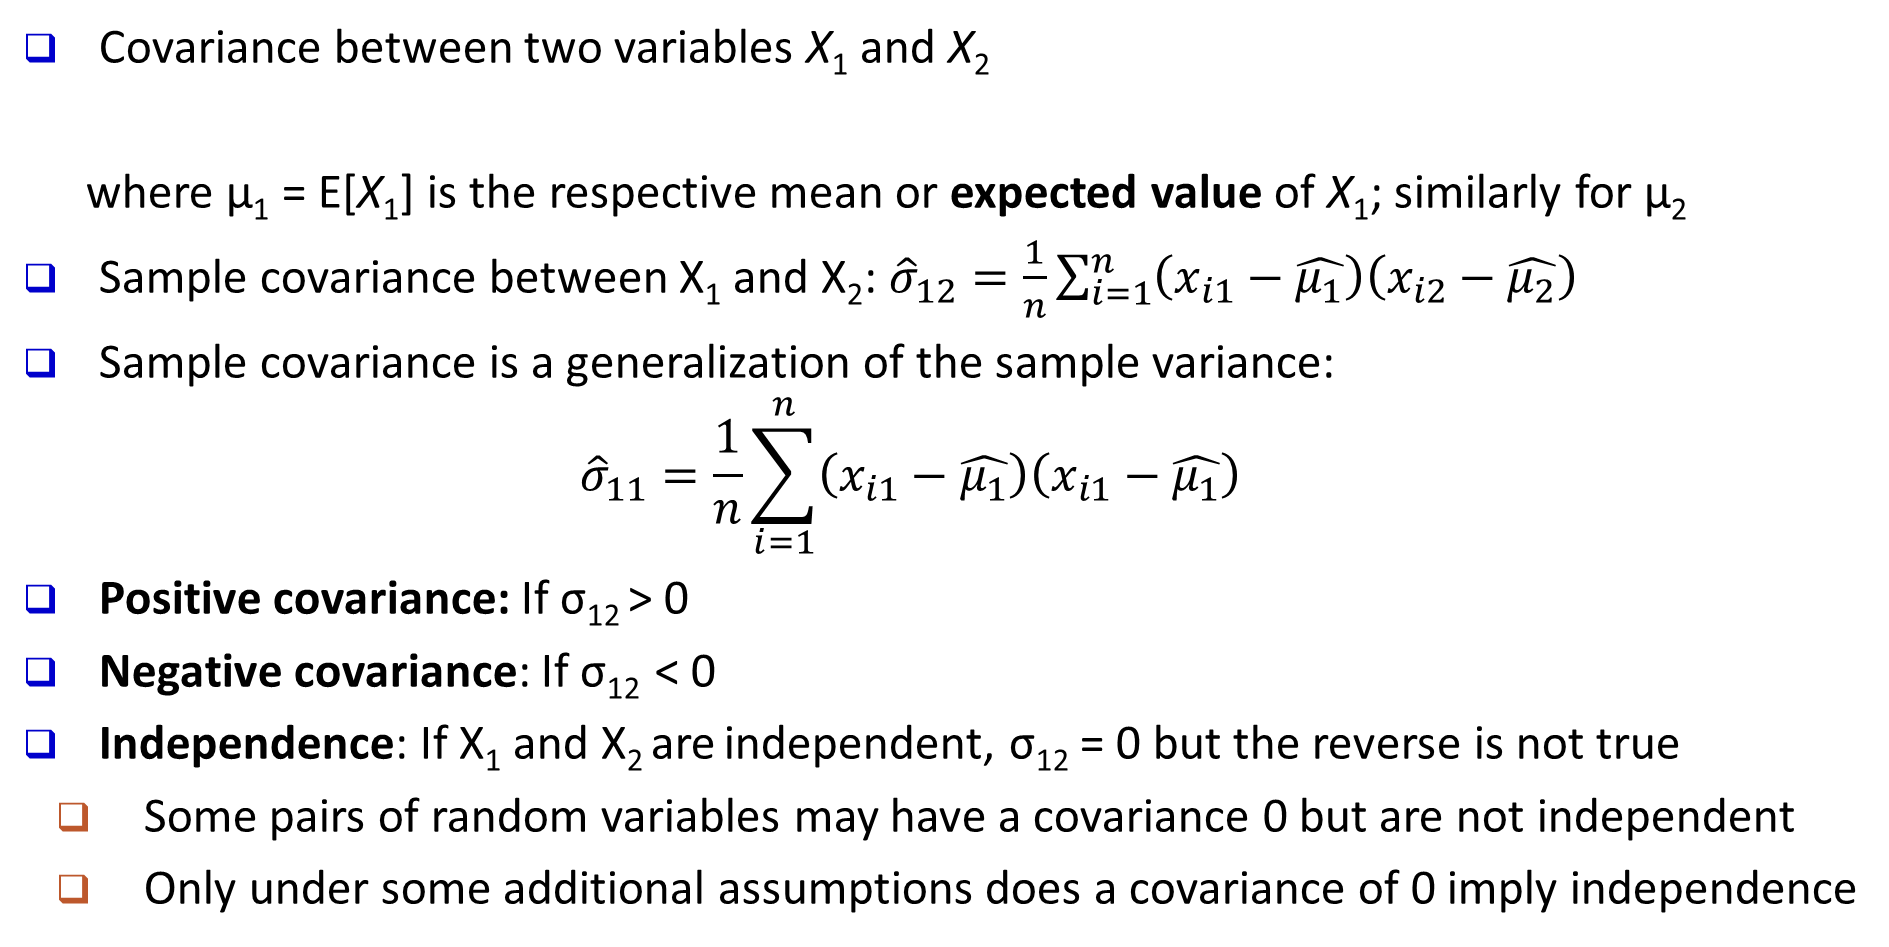 ❑ Covariance between two variables X₁ and X₂
where μ₁ = E[X₁] is the respective mean or expected value of X₁; similarly for μ₂
❑ Sample covariance between X₁ and X₂: σ̂₁₂ = 1/n ∑ⁿᵢ₌₁(xᵢ₁ − μ̂₁)(xᵢ₂ − μ̂₂)
❑ Sample covariance is a generalization of the sample variance:
σ̂₁₁ = 1/n ∑ⁿᵢ₌₁ (xᵢ₁ − μ̂₁)(xᵢ₁ − μ̂₁)
❑ Positive covariance: If σ₁₂ > 0
❑ Negative covariance: If σ₁₂ < 0
❑ Independence: If X₁ and X₂ are independent, σ₁₂ = 0 but the reverse is not true
❑ Some pairs of random variables may have a covariance 0 but are not independent
❑ Only under some additional assumptions does a covariance of 0 imply independence